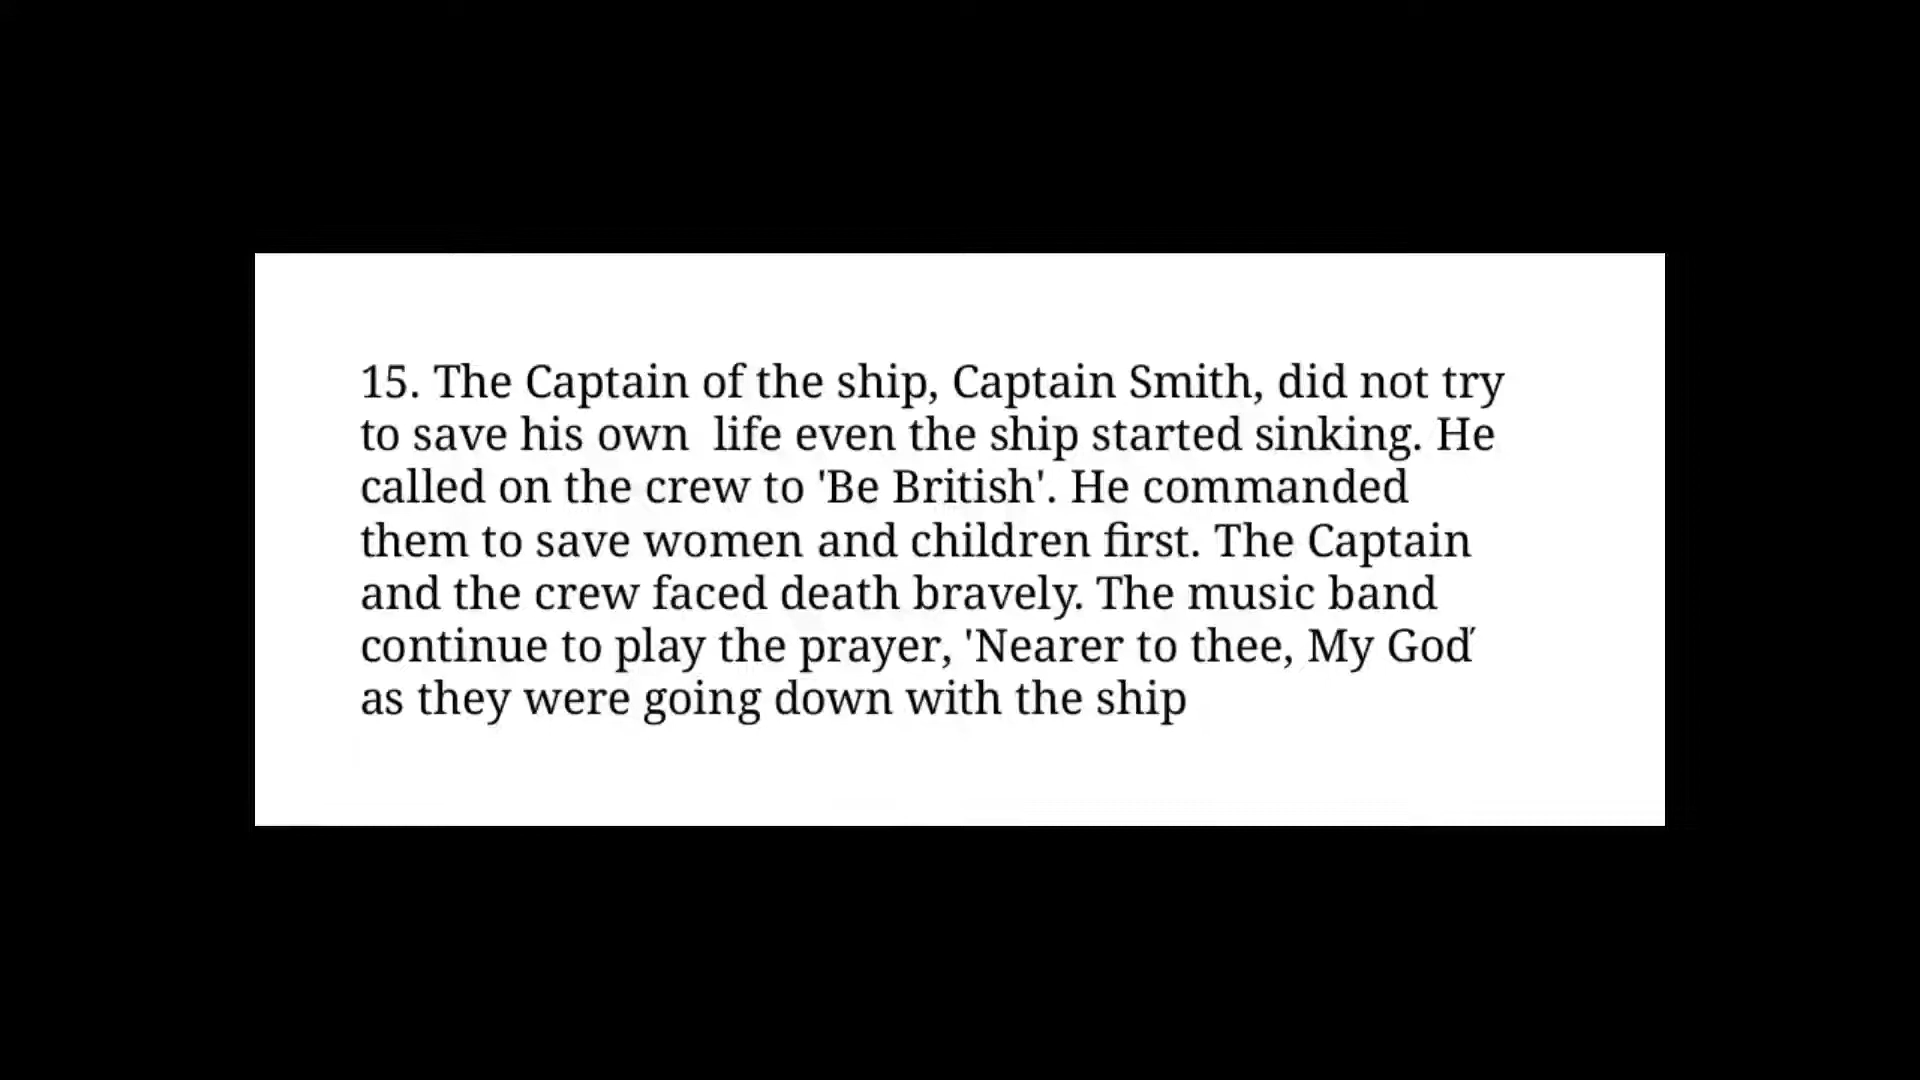 15. The Captain of the ship, Captain Smith, did not try
to save his own  life even the ship started sinking. He
called on the crew to 'Be British'. He commanded
them to save women and children first. The Captain
and the crew faced death bravely. The music band
continue to play the prayer, 'Nearer to thee, My God'
as they were going down with the ship